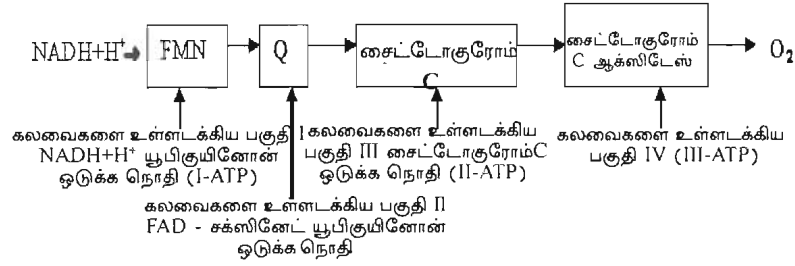 NADH+H⁺
FMN
Q
சைட்டோகுரோம்
C
சைட்டோகுரோம்
C ஆக்ஸிடேஸ்
O₂
கலவைகளை உள்ளடக்கிய பகுதி I
NADH+H⁺ யூபிகுயினோன்
ஒடுக்க நொதி (I-ATP)
கலவைகளை உள்ளடக்கிய
பகுதி III சைட்டோகுரோம்C
ஒடுக்க நொதி (II-ATP)
கலவைகளை உள்ளடக்கிய
பகுதி IV (III-ATP)
கலவைகளை உள்ளடக்கிய பகுதி II
FAD - சக்ஸினேட் யூபிகுயினோன்
ஒடுக்க நொதி